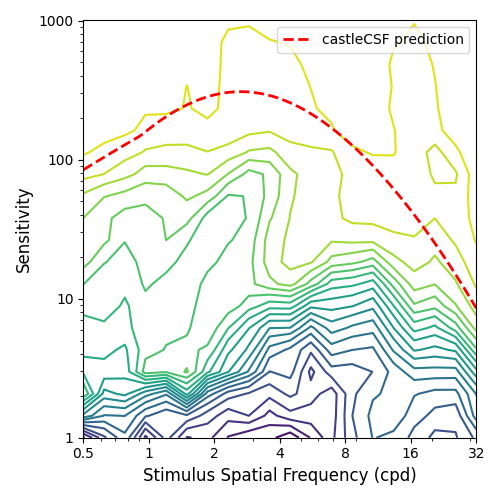 1000
castleCSF prediction
100
10
1
Sensitivity
0.5 1 2 4 8 16 32
Stimulus Spatial Frequency (cpd)